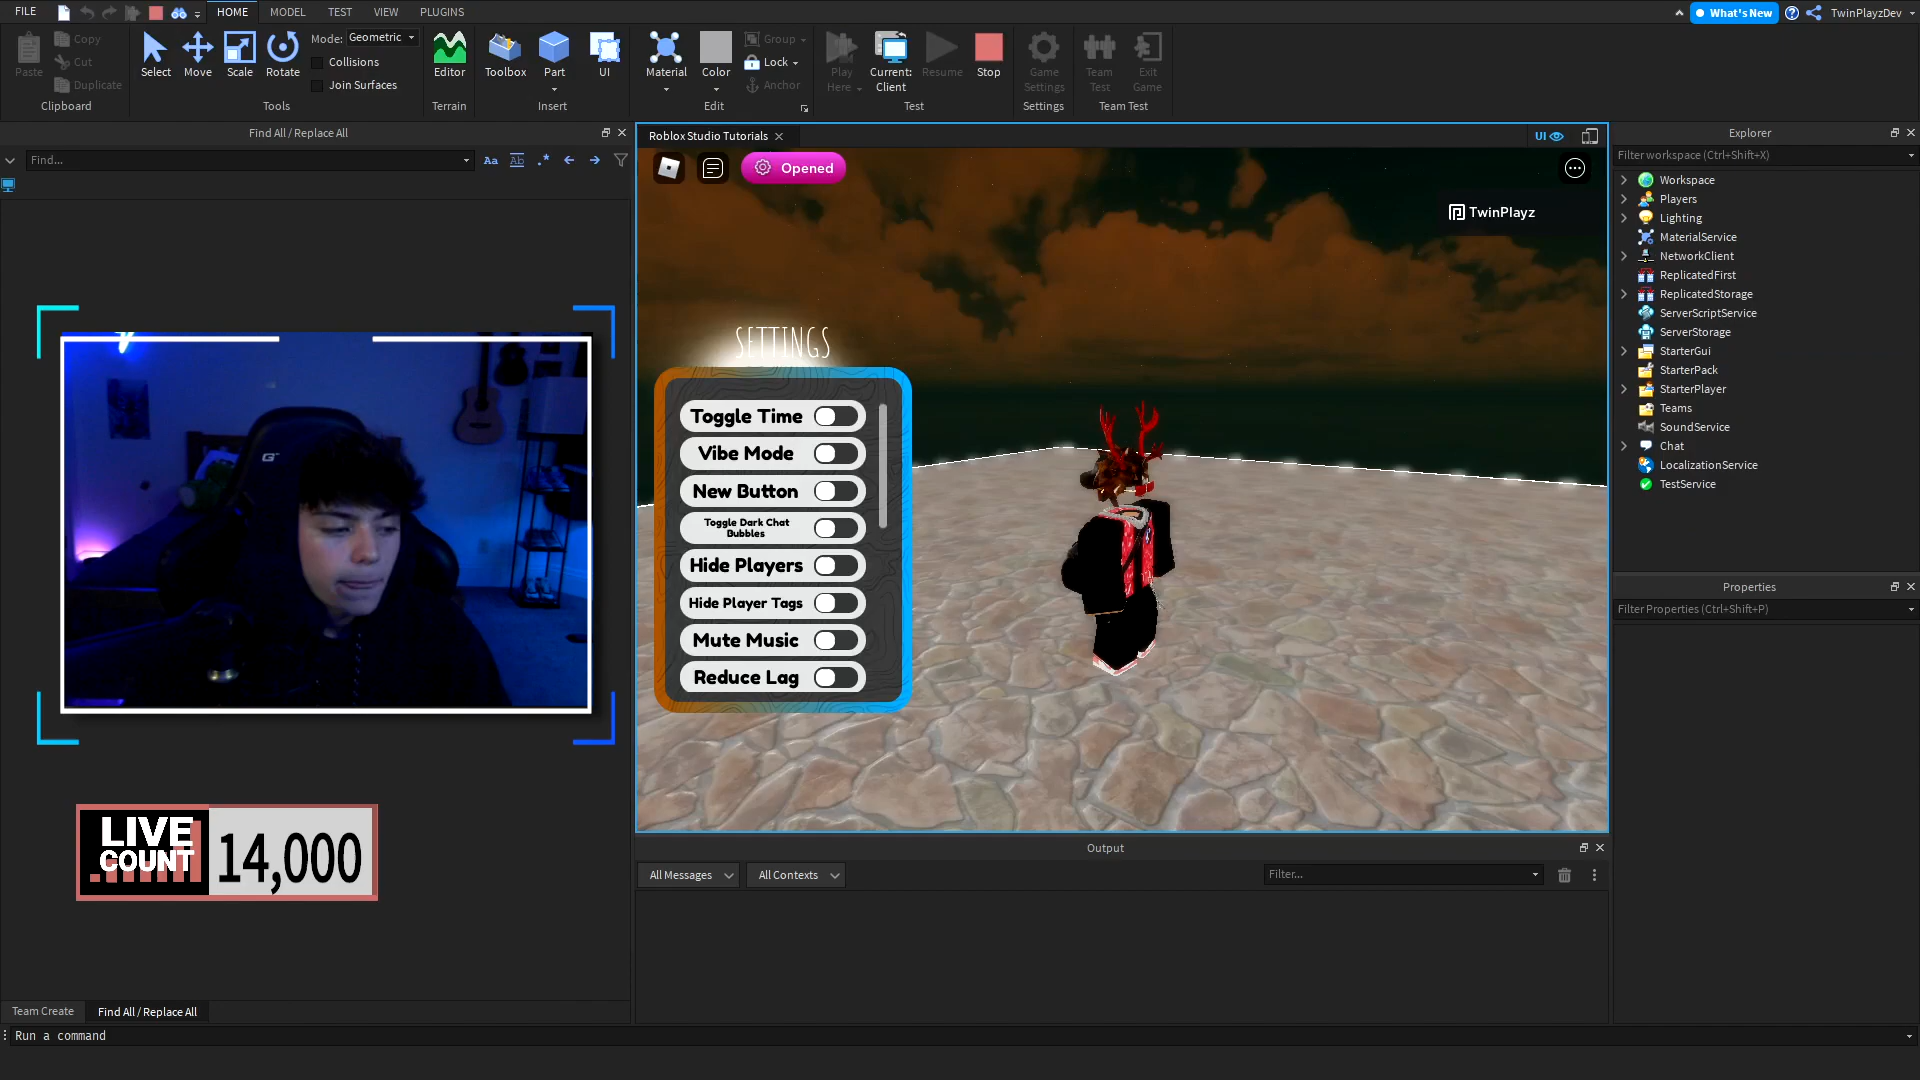 FILE HOME MODEL TEST VIEW PLUGINS
What's New TwinPlayzDev
Paste Copy Cut Duplicate
Clipboard
Select Move Scale Rotate
Mode: Geometric
Collisions
Join Surfaces
Tools
Editor
Terrain
Toolbox Part UI
Insert
Material Color
Group
Lock
Anchor
Edit
Play Here
Current: Client
Resume
Stop
Test
Game Settings
Settings
Team Test
Exit Game
Team Test
Find All / Replace All
Find...
Aa Ab .*
G
LIVE
COUNT
14,000
Team Create Find All / Replace All
Run a command
Roblox Studio Tutorials
UI
Opened
TwinPlayz
SETTINGS
Toggle Time
Vibe Mode
New Button
Toggle Dark Chat
Bubbles
Hide Players
Hide Player Tags
Mute Music
Reduce Lag
Output
All Messages All Contexts Filter...
Explorer
Filter workspace (Ctrl+Shift+X)
Workspace
Players
Lighting
MaterialService
NetworkClient
ReplicatedFirst
ReplicatedStorage
ServerScriptService
ServerStorage
StarterGui
StarterPack
StarterPlayer
Teams
SoundService
Chat
LocalizationService
TestService
Properties
Filter Properties (Ctrl+Shift+P)